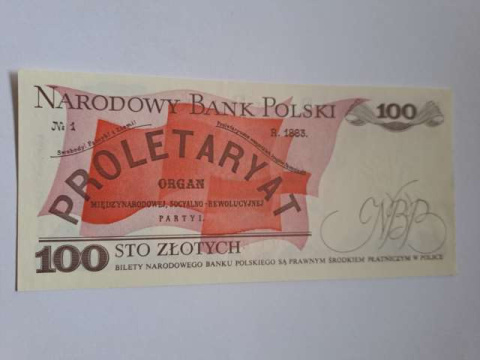 NARODOWY BANK POLSKI
100
№ 1
R. 1883.
PROLETARYAT
ORGAN
MIĘDZYNARODOWEJ, SOCYALNO-REWOLUCYJNEJ
PARTYI.
NBP
100 STO ZŁOTYCH
BILETY NARODOWEGO BANKU POLSKIEGO SĄ PRAWNYM ŚRODKIEM PŁATNICZYM W POLSCE